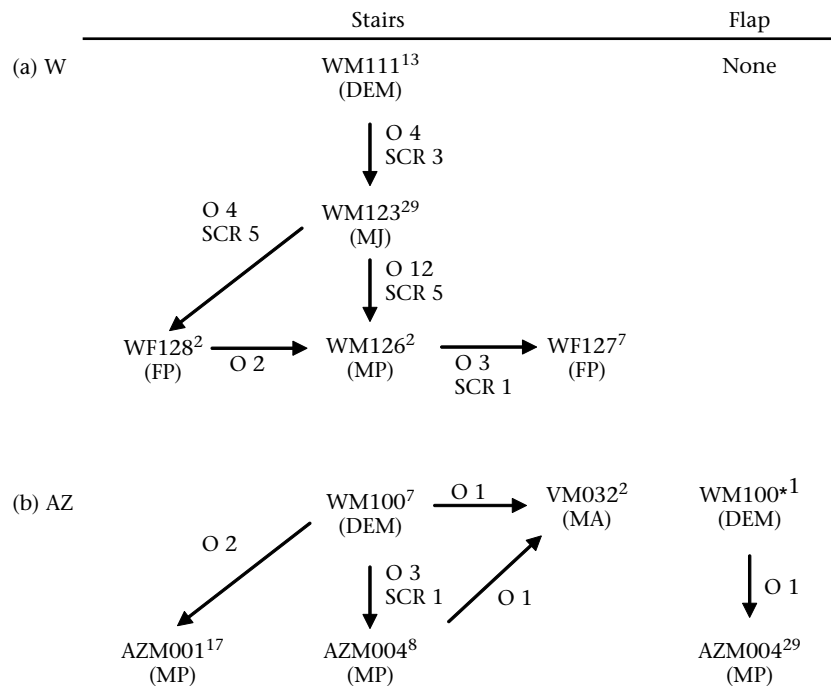 Stairs Flap
(a) W WM111¹³ None
(DEM)
O 4
SCR 3
O 4
SCR 5
WM123²⁹
(MJ)
O 12
SCR 5
WF128² O 2 WM126² O 3 WF127⁷
(FP) (MP) SCR 1 (FP)
(b) AZ WM100⁷ O 1 VM032² WM100*¹
(DEM) (MA) (DEM)
O 2
O 3
SCR 1
O 1
O 1
AZM001¹⁷ AZM004⁸ AZM004²⁹
(MP) (MP) (MP)